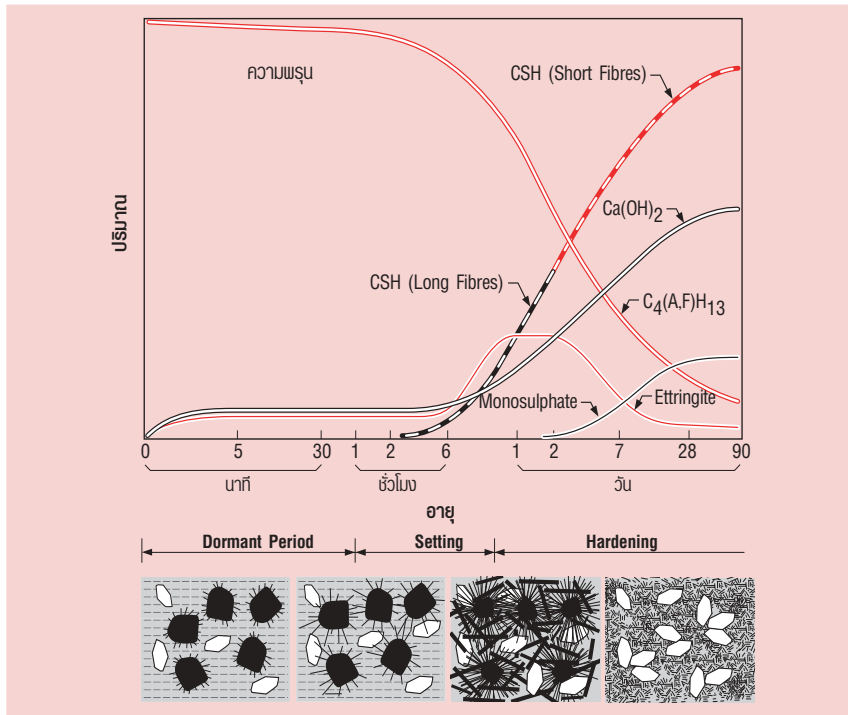 ความพรุน
CSH (Short Fibres)
Ca(OH)2
ปริมาณ
CSH (Long Fibres)
C4(A,F)H13
Monosulphate
Ettringite
0 5 30 1 2 6 1 2 7 28 90
นาที ชั่วโมง วัน
อายุ
Dormant Period Setting Hardening